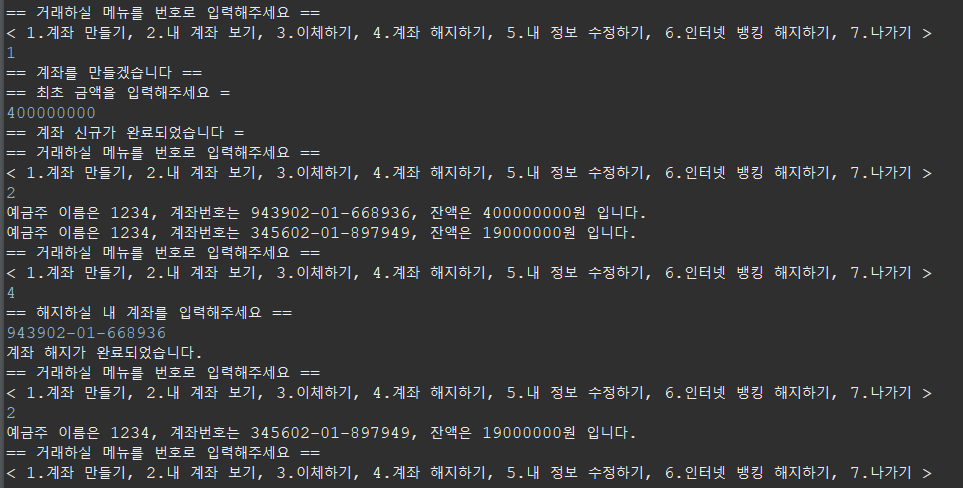 == 거래하실 메뉴를 번호로 입력해주세요 ==
< 1.계좌 만들기, 2.내 계좌 보기, 3.이체하기, 4.계좌 해지하기, 5.내 정보 수정하기, 6.인터넷 뱅킹 해지하기, 7.나가기 >
1
== 계좌를 만들겠습니다 ==
== 최초 금액을 입력해주세요 =
400000000
== 계좌 신규가 완료되었습니다 =
== 거래하실 메뉴를 번호로 입력해주세요 ==
< 1.계좌 만들기, 2.내 계좌 보기, 3.이체하기, 4.계좌 해지하기, 5.내 정보 수정하기, 6.인터넷 뱅킹 해지하기, 7.나가기 >
2
예금주 이름은 1234, 계좌번호는 943902-01-668936, 잔액은 400000000원 입니다.
예금주 이름은 1234, 계좌번호는 345602-01-897949, 잔액은 19000000원 입니다.
== 거래하실 메뉴를 번호로 입력해주세요 ==
< 1.계좌 만들기, 2.내 계좌 보기, 3.이체하기, 4.계좌 해지하기, 5.내 정보 수정하기, 6.인터넷 뱅킹 해지하기, 7.나가기 >
4
== 해지하실 내 계좌를 입력해주세요 ==
943902-01-668936
계좌 해지가 완료되었습니다.
== 거래하실 메뉴를 번호로 입력해주세요 ==
< 1.계좌 만들기, 2.내 계좌 보기, 3.이체하기, 4.계좌 해지하기, 5.내 정보 수정하기, 6.인터넷 뱅킹 해지하기, 7.나가기 >
2
예금주 이름은 1234, 계좌번호는 345602-01-897949, 잔액은 19000000원 입니다.
== 거래하실 메뉴를 번호로 입력해주세요 ==
< 1.계좌 만들기, 2.내 계좌 보기, 3.이체하기, 4.계좌 해지하기, 5.내 정보 수정하기, 6.인터넷 뱅킹 해지하기, 7.나가기 >